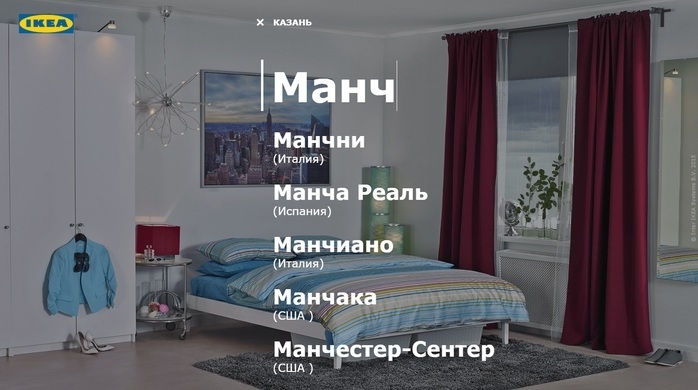 IKEA
× КАЗАНЬ
Манч
Манчни
(Италия)
Манча Реаль
(Испания)
Манчиано
(Италия)
Манчака
(США )
Манчестер-Сентер
(США )
© Inter IKEA Systems B.V. 2013